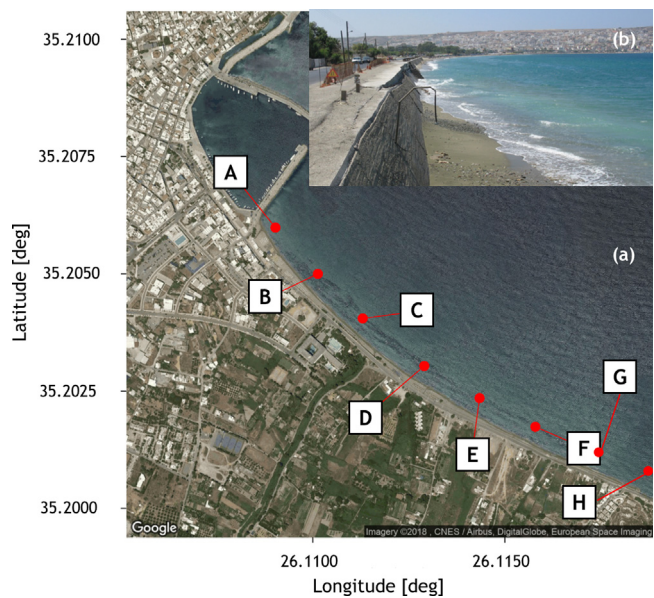 35.2100
35.2075
35.2050
35.2025
35.2000
Latitude [deg]
(b)
(a)
A
B
C
D
E
F
G
H
Google
Imagery ©2018 , CNES / Airbus, DigitalGlobe, European Space Imaging
26.1100
26.1150
Longitude [deg]